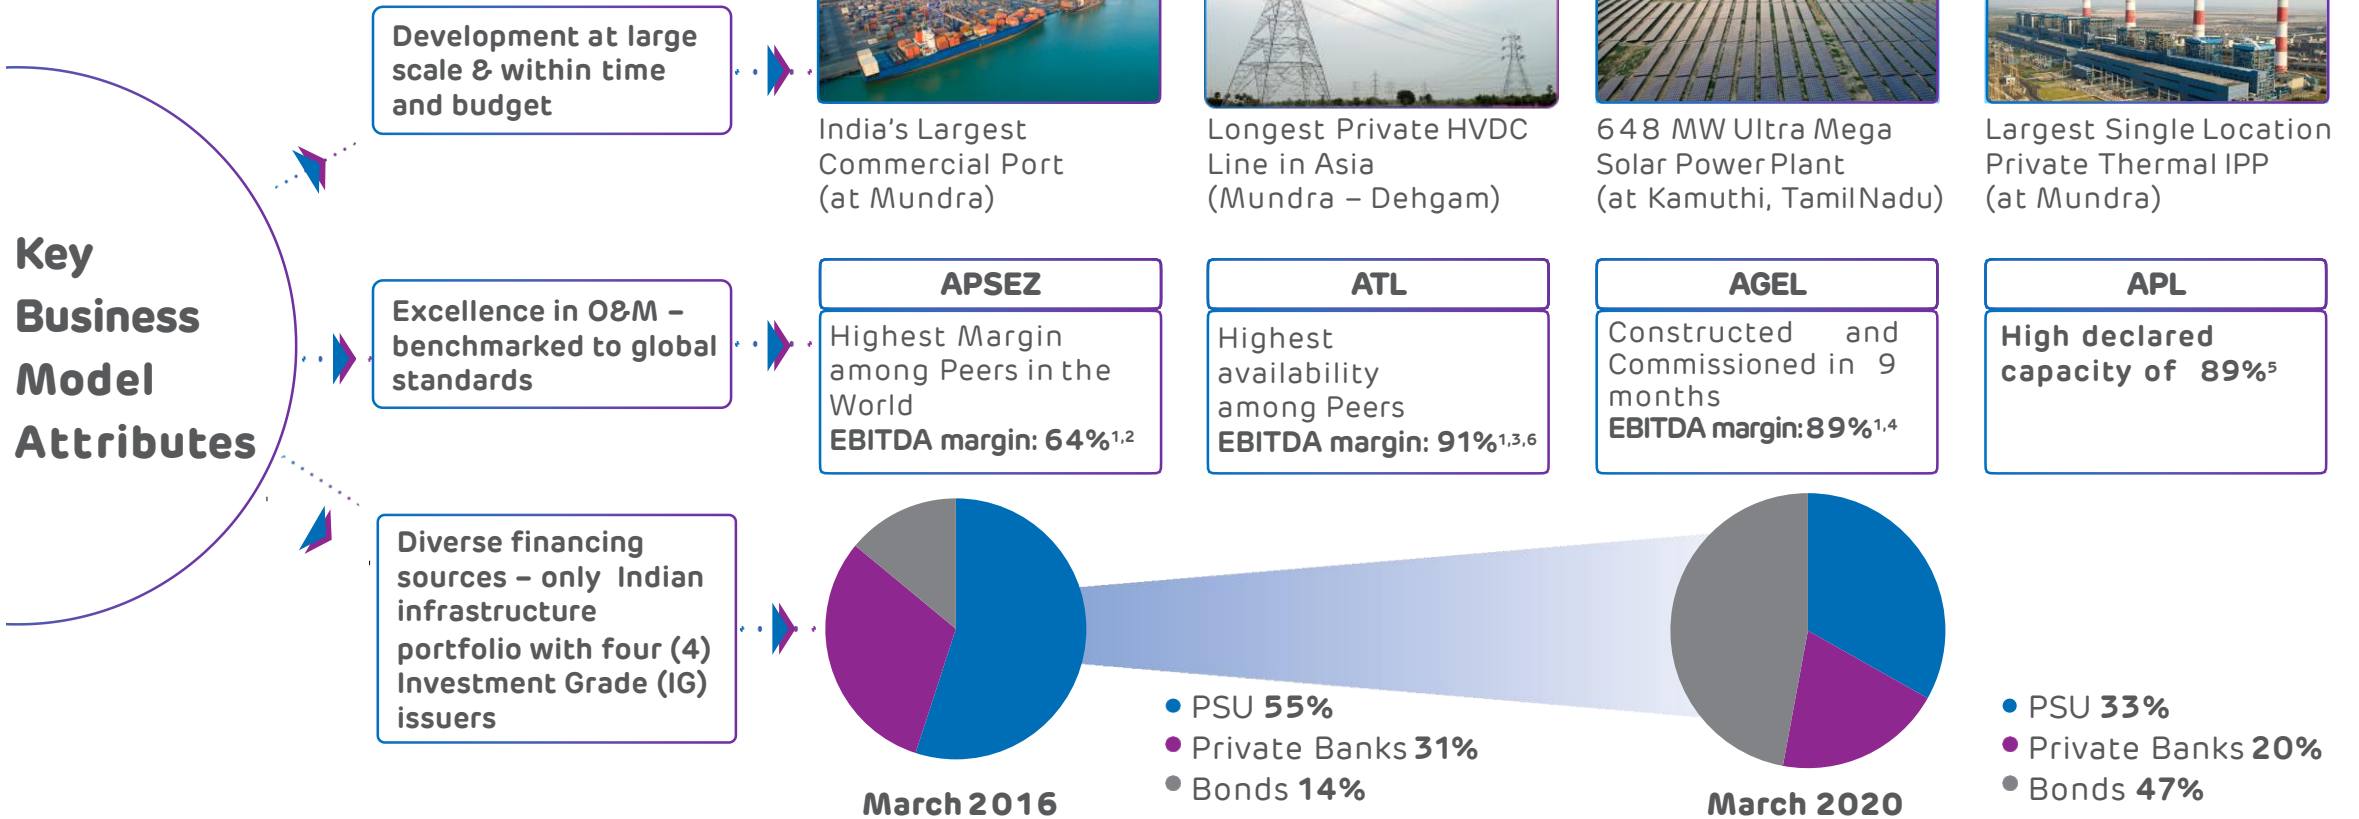 Key
Business
Model
Attributes
Development at large
scale & within time
and budget
India's Largest
Commercial Port
(at Mundra)
Longest Private HVDC
Line in Asia
(Mundra – Dehgam)
648 MW Ultra Mega
Solar Power Plant
(at Kamuthi, TamilNadu)
Largest Single Location
Private Thermal IPP
(at Mundra)
Excellence in O&M –
benchmarked to global
standards
APSEZ
Highest Margin
among Peers in the
World
EBITDA margin: 64%1,2
ATL
Highest
availability
among Peers
EBITDA margin: 91%1,3,6
AGEL
Constructed and
Commissioned in 9
months
EBITDA margin:89%1,4
APL
High declared
capacity of 89%5
Diverse financing
sources – only Indian
infrastructure
portfolio with four (4)
Investment Grade (IG)
issuers
PSU 55%
Private Banks 31%
Bonds 14%
March 2016
PSU 33%
Private Banks 20%
Bonds 47%
March 2020